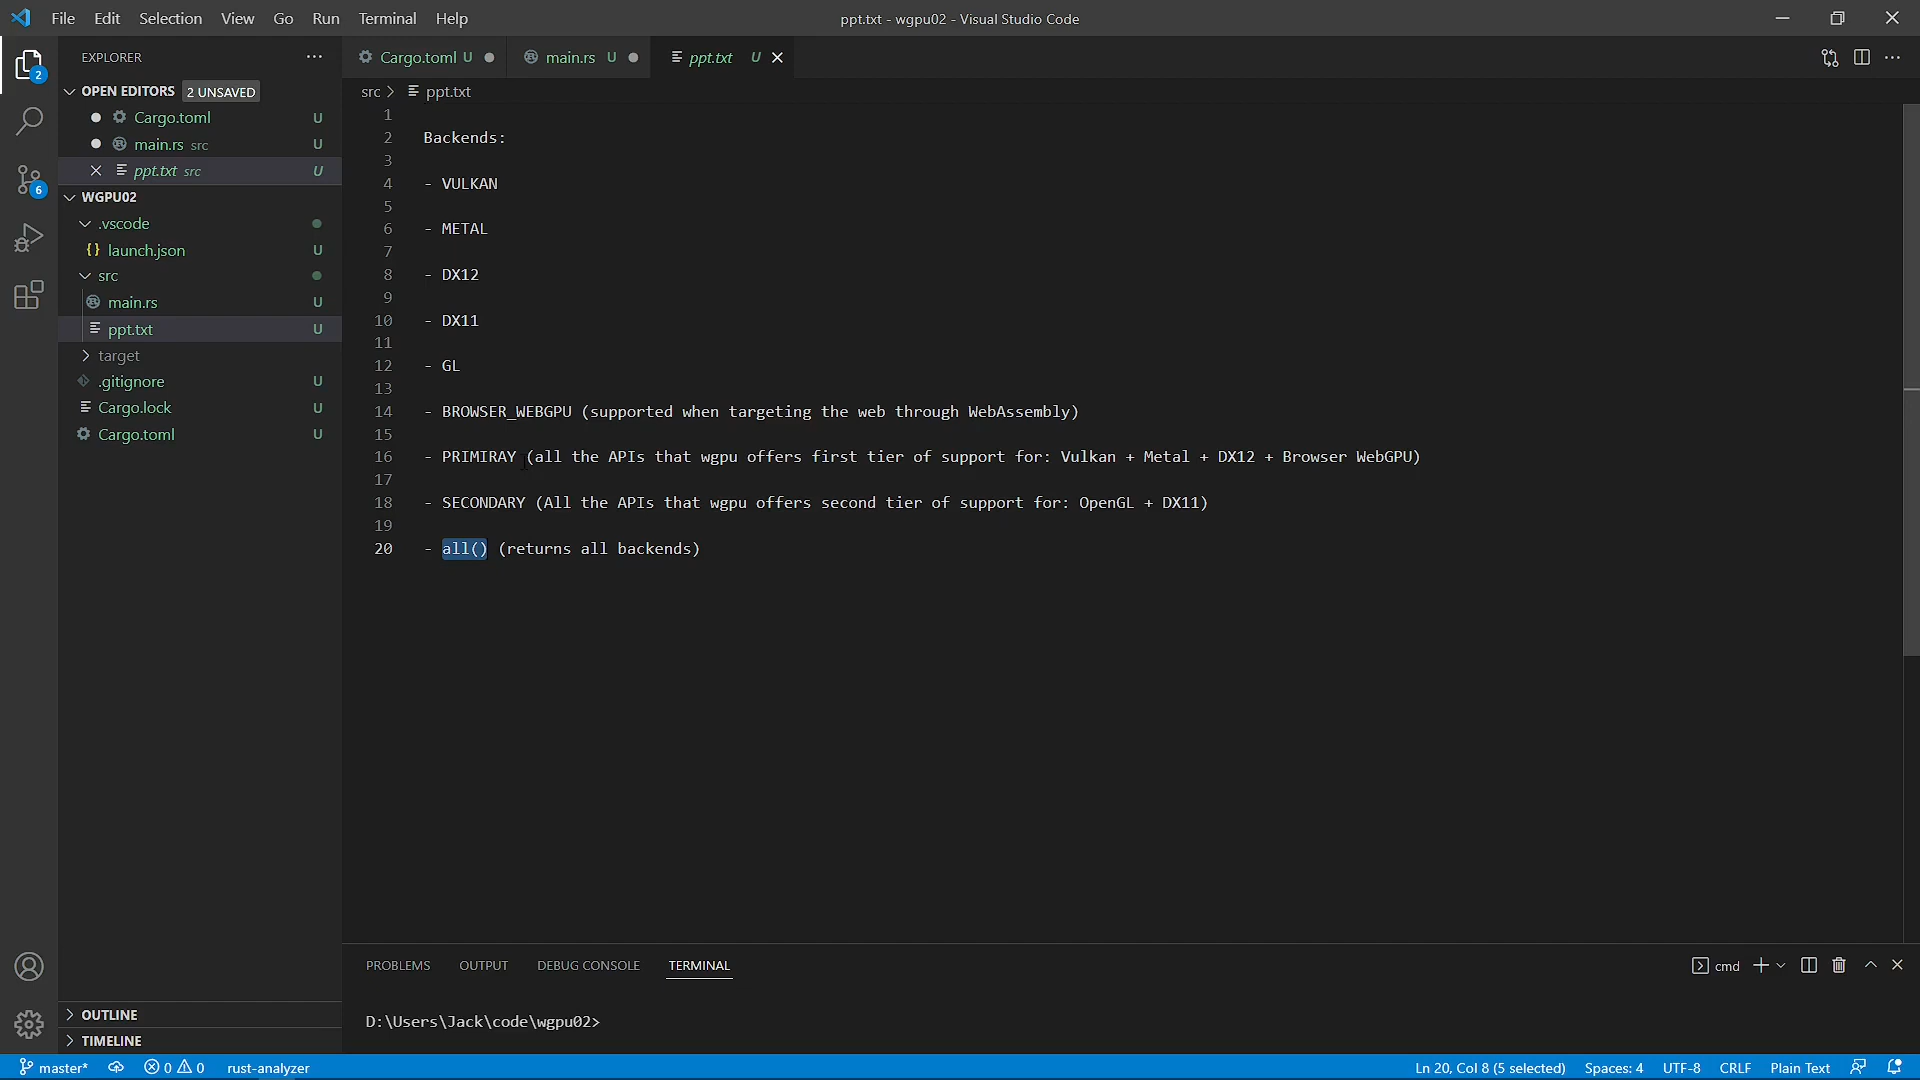 File Edit Selection View Go Run Terminal Help
ppt.txt - wgpu02 - Visual Studio Code
EXPLORER
Cargo.toml U
main.rs U
ppt.txt U
2
OPEN EDITORS 2 UNSAVED
src > ppt.txt
Cargo.toml U
main.rs src U
ppt.txt src U
6
WGPU02
.vscode
{} launch.json U
src
main.rs U
ppt.txt U
target
.gitignore U
Cargo.lock U
Cargo.toml U
1
2 Backends:
3
4 - VULKAN
5
6 - METAL
7
8 - DX12
9
10 - DX11
11
12 - GL
13
14 - BROWSER_WEBGPU (supported when targeting the web through WebAssembly)
15
16 - PRIMIRAY (all the APIs that wgpu offers first tier of support for: Vulkan + Metal + DX12 + Browser WebGPU)
17
18 - SECONDARY (All the APIs that wgpu offers second tier of support for: OpenGL + DX11)
19
20 - all() (returns all backends)
PROBLEMS OUTPUT DEBUG CONSOLE TERMINAL
cmd
D:\Users\Jack\code\wgpu02>
OUTLINE
TIMELINE
master* 0 0 rust-analyzer
Ln 20, Col 8 (5 selected) Spaces: 4 UTF-8 CRLF Plain Text